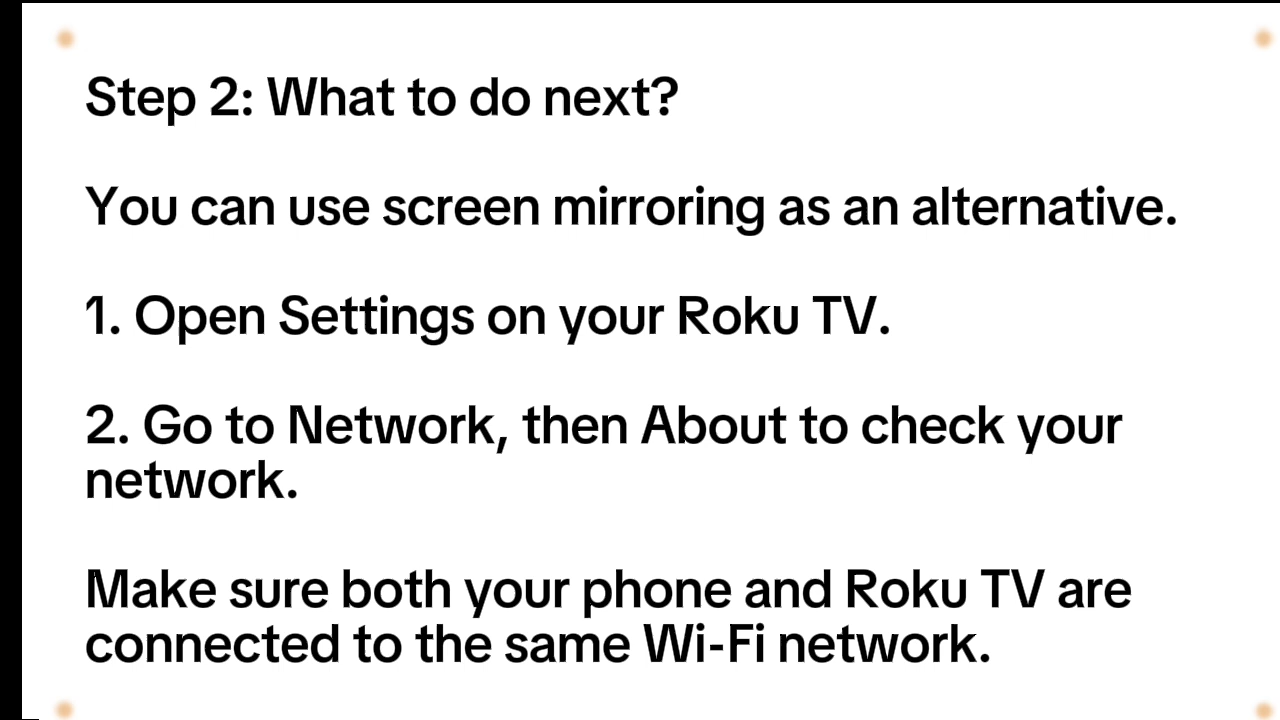 Step 2: What to do next?
You can use screen mirroring as an alternative.
1. Open Settings on your Roku TV.
2. Go to Network, then About to check your
network.
Make sure both your phone and Roku TV are
connected to the same Wi-Fi network.